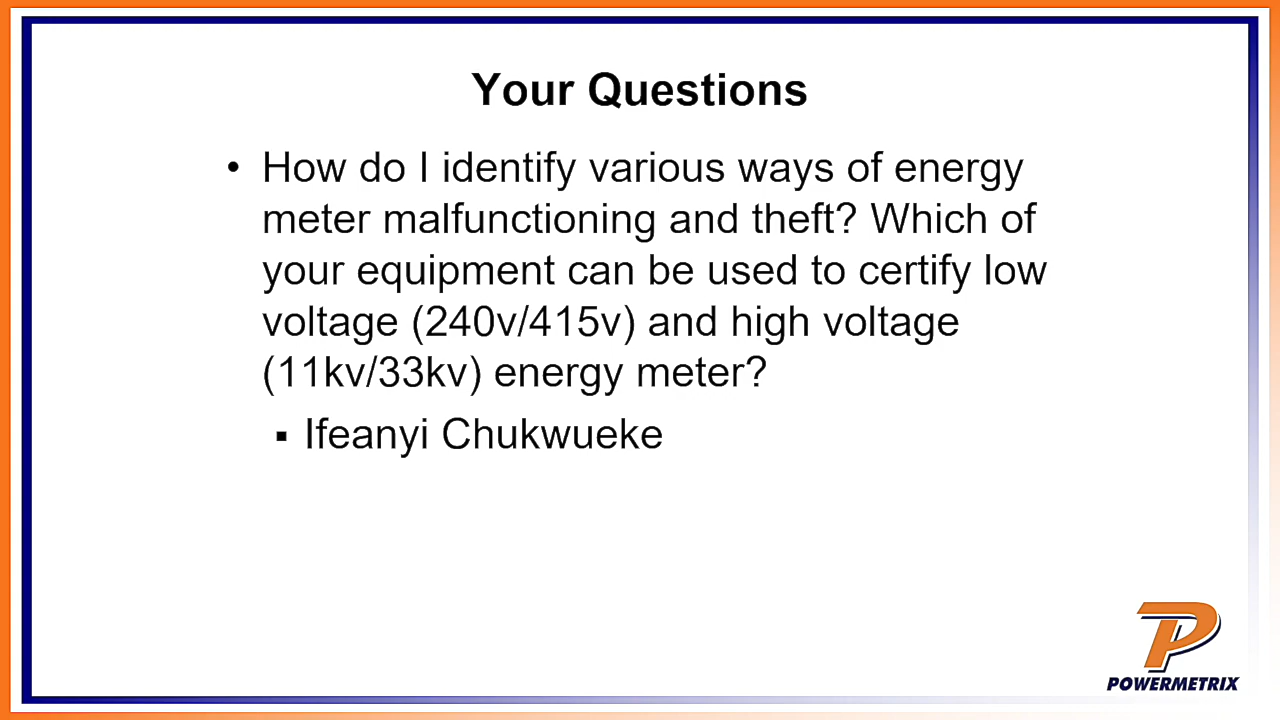 Your Questions
• How do I identify various ways of energy
meter malfunctioning and theft? Which of
your equipment can be used to certify low
voltage (240v/415v) and high voltage
(11kv/33kv) energy meter?
▪ Ifeanyi Chukwueke
P
POWERMETRIX